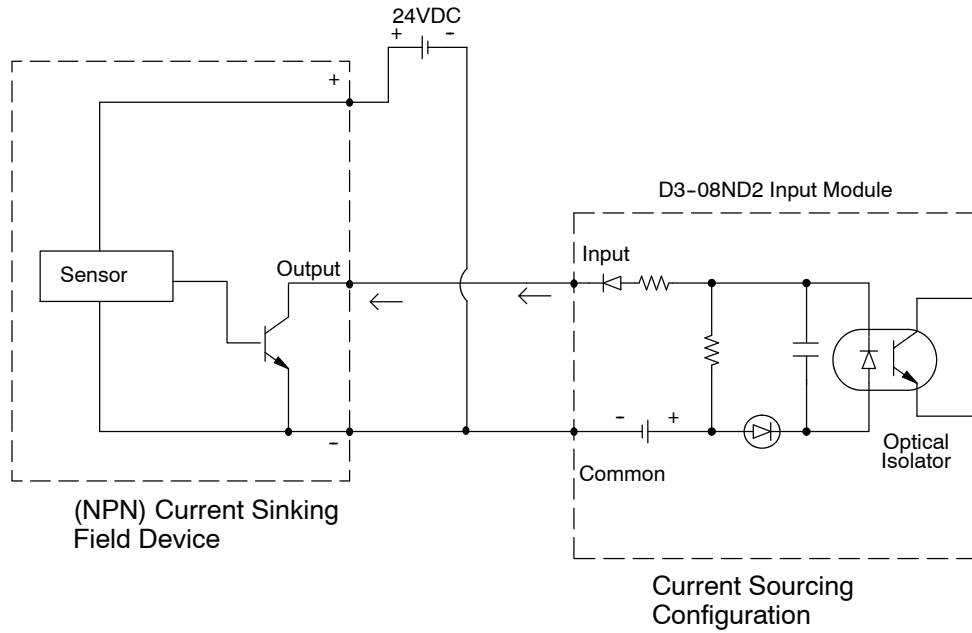 24VDC
+ -
+
D3-08ND2 Input Module
Sensor
Output
Input
- +
-
Common
Optical
Isolator
(NPN) Current Sinking
Field Device
Current Sourcing
Configuration